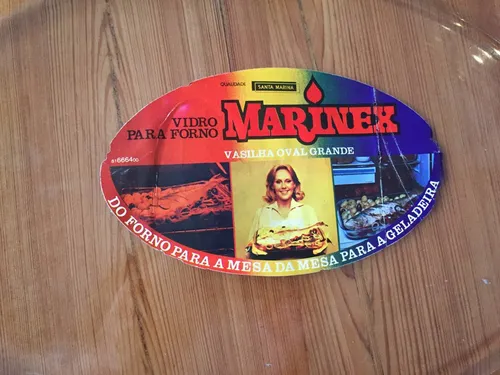 QUALIDADE SANTA MARINA
VIDRO
PARA FORNO
MARINEX
VASILHA OVAL GRANDE
DO FORNO PARA A MESA DA MESA PARA A GELADEIRA